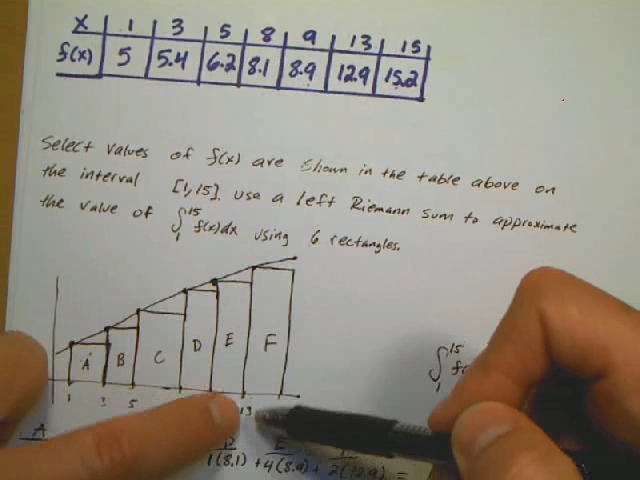 x 1 3 5 8 9 13 15
f(x) 5 5.4 6.2 8.1 8.9 12.9 15.2
Select values of f(x) are shown in the table above on
the interval [1,15]. use a left Riemann sum to approximate
the value of ∫₁¹⁵ f(x)dx using 6 rectangles.
A B C D E F
1 3 5 13
∫₁¹⁵
A D E
1(8.1) + 4(8.9) + 2(12.9) =